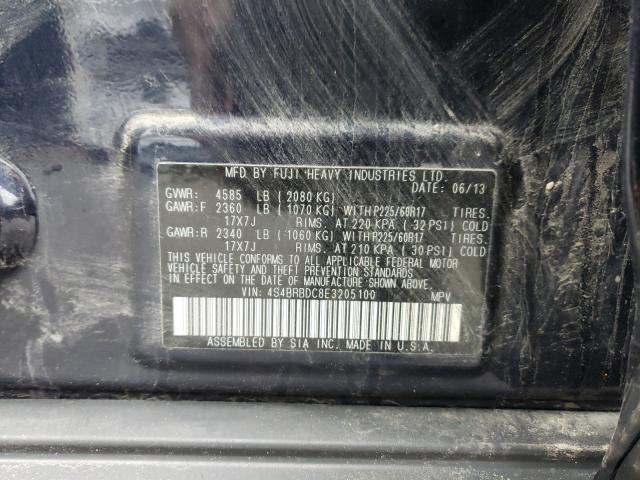 MFD. BY FUJI HEAVY INDUSTRIES LTD.
DATE: 06/13
GVWR: 4585 LB (2080 KG)
GAWR:F 2360 LB (1070 KG) WITH P225/60R17 TIRES.
17X7J RIMS. AT 220 KPA (32 PSI) COLD
GAWR:R 2340 LB (1060 KG) WITH P225/60R17 TIRES.
17X7J RIMS. AT 210 KPA (30 PSI) COLD
THIS VEHICLE CONFORMS TO ALL APPLICABLE FEDERAL MOTOR
VEHICLE SAFETY AND THEFT PREVENTION STANDARDS IN
EFFECT ON THE DATE OF MANUFACTURE SHOWN ABOVE.
VIN: 4S4BRBDC8E3205100 MPV
ASSEMBLED BY SIA INC. MADE IN U.S.A.